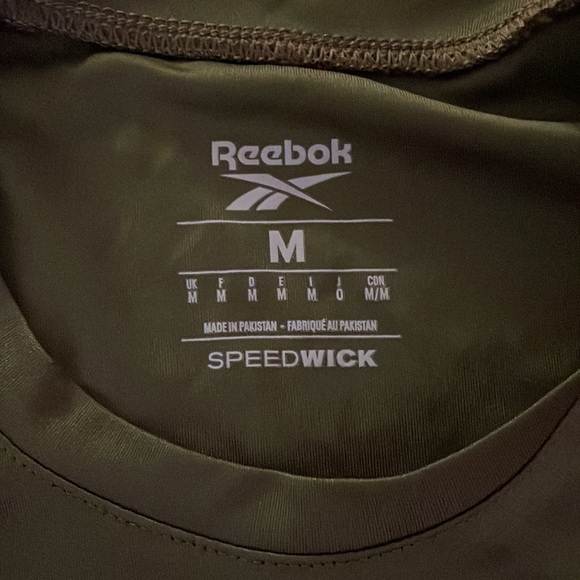 Reebok
M
UK F D E I J CDN
M M M M M O M/M
MADE IN PAKISTAN - FABRIQUÉ AU PAKISTAN
SPEEDWICK